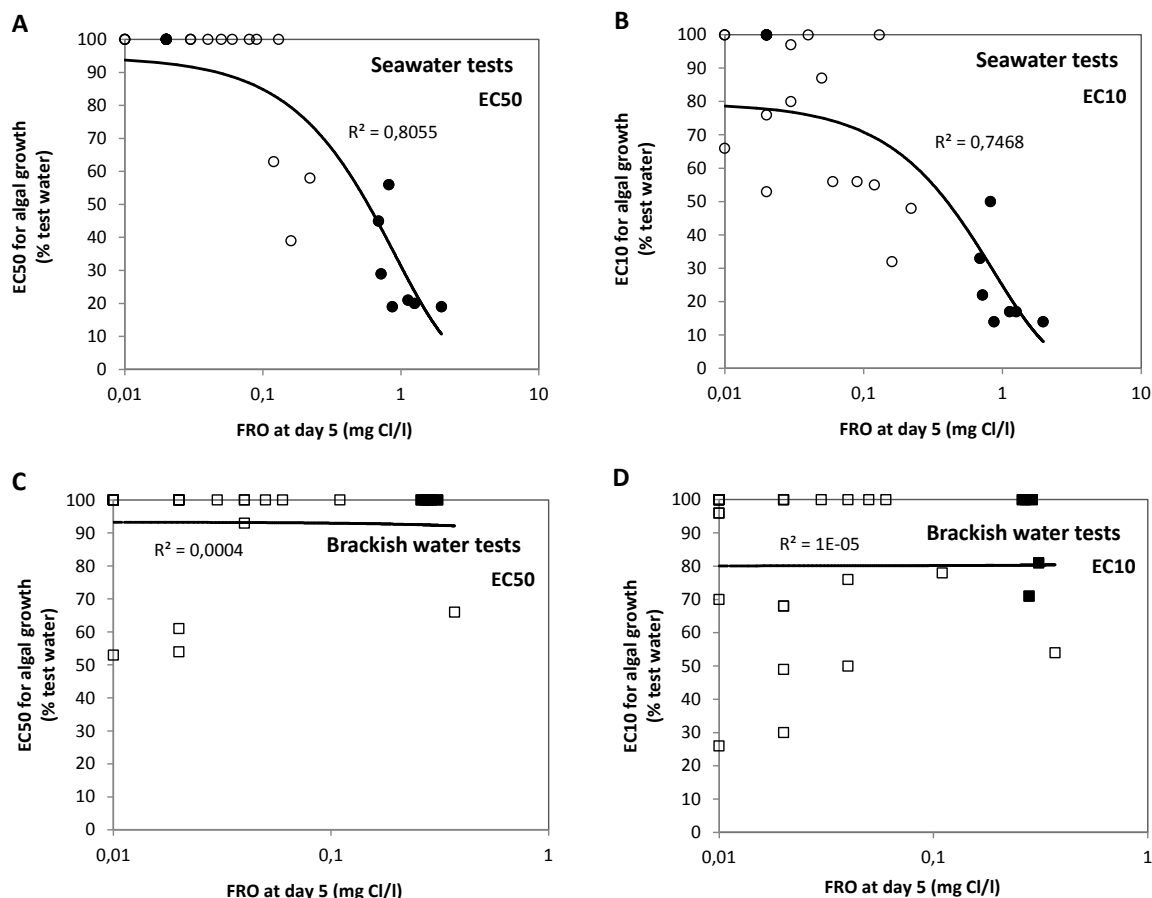 A
EC50 for algal growth
(% test water)
100
90
80
70
60
50
40
30
20
10
0
Seawater tests
EC50
R² = 0,8055
0,01
0,1
1
10
FRO at day 5 (mg Cl/l)
B
EC10 for algal growth
(% test water)
100
90
80
70
60
50
40
30
20
10
0
Seawater tests
EC10
R² = 0,7468
0,01
0,1
1
10
FRO at day 5 (mg Cl/l)
C
EC50 for algal growth
(% test water)
100
90
80
70
60
50
40
30
20
10
0
Brackish water tests
R² = 0,0004
EC50
0,01
0,1
1
FRO at day 5 (mg Cl/l)
D
EC10 for algal growth
(% test water)
100
90
80
70
60
50
40
30
20
10
0
R² = 1E-05
Brackish water tests
EC10
0,01
0,1
1
FRO at day 5 (mg Cl/l)